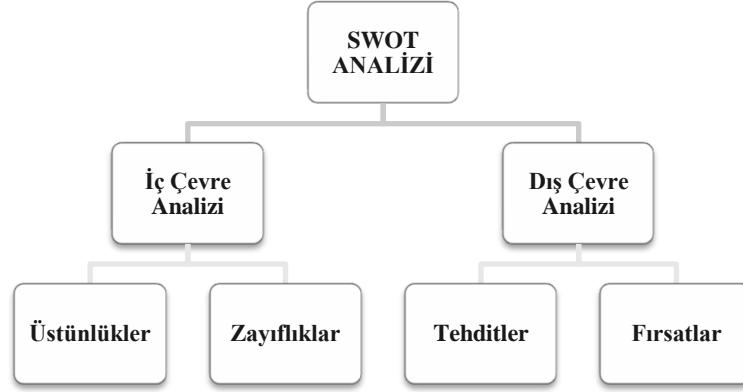 SWOT
ANALİZİ
İç Çevre
Analizi
Dış Çevre
Analizi
Üstünlükler
Zayıflıklar
Tehditler
Fırsatlar